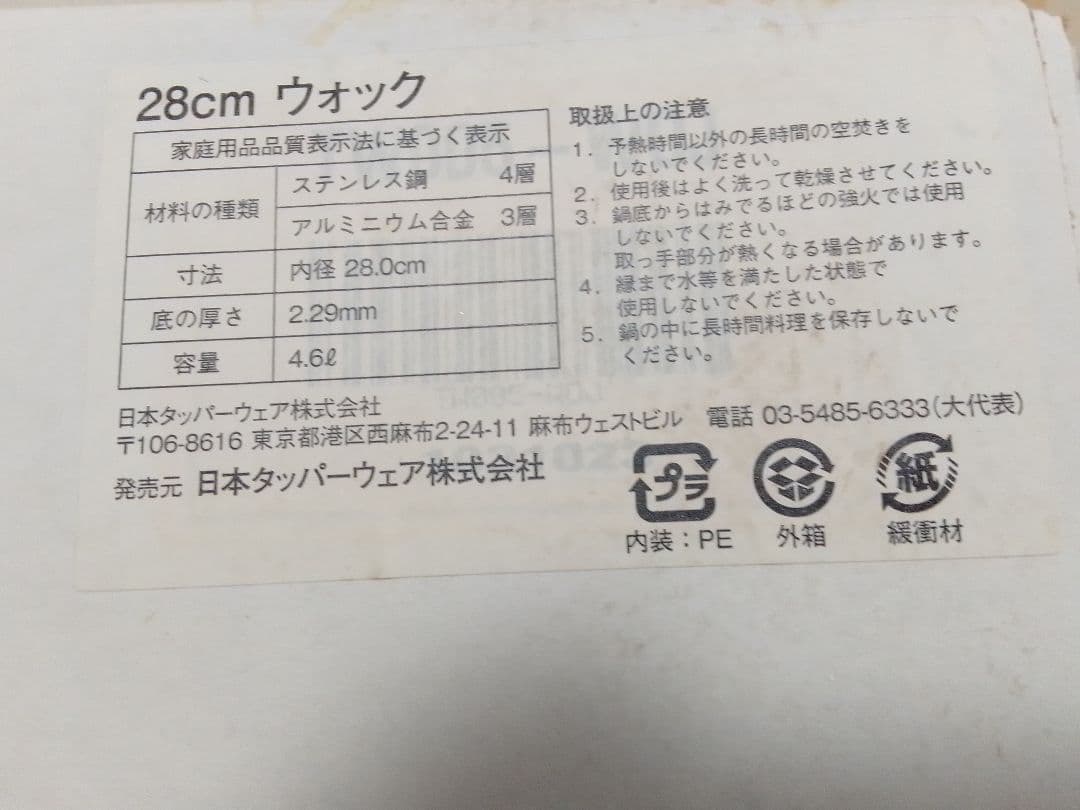 28cm ウォック
家庭用品品質表示法に基づく表示
材料の種類
ステンレス鋼 4層
アルミニウム合金 3層
寸法 内径 28.0cm
底の厚さ 2.29mm
容量 4.6ℓ
取扱上の注意
1. 予熱時間以外の長時間の空焚きを
しないでください。
2. 使用後はよく洗って乾燥させてください。
3. 鍋底からはみでるほどの強火では使用
しないでください。
取っ手部分が熱くなる場合があります。
4. 縁まで水等を満たした状態で
使用しないでください。
5. 鍋の中に長時間料理を保存しないで
ください。
日本タッパーウェア株式会社
〒106-8616 東京都港区西麻布2-24-11 麻布ウェストビル 電話 03-5485-6333(大代表)
発売元 日本タッパーウェア株式会社
プラ
紙
内装:PE
外箱
緩衝材